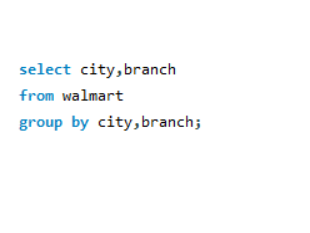 select city,branch
from walmart
group by city,branch;